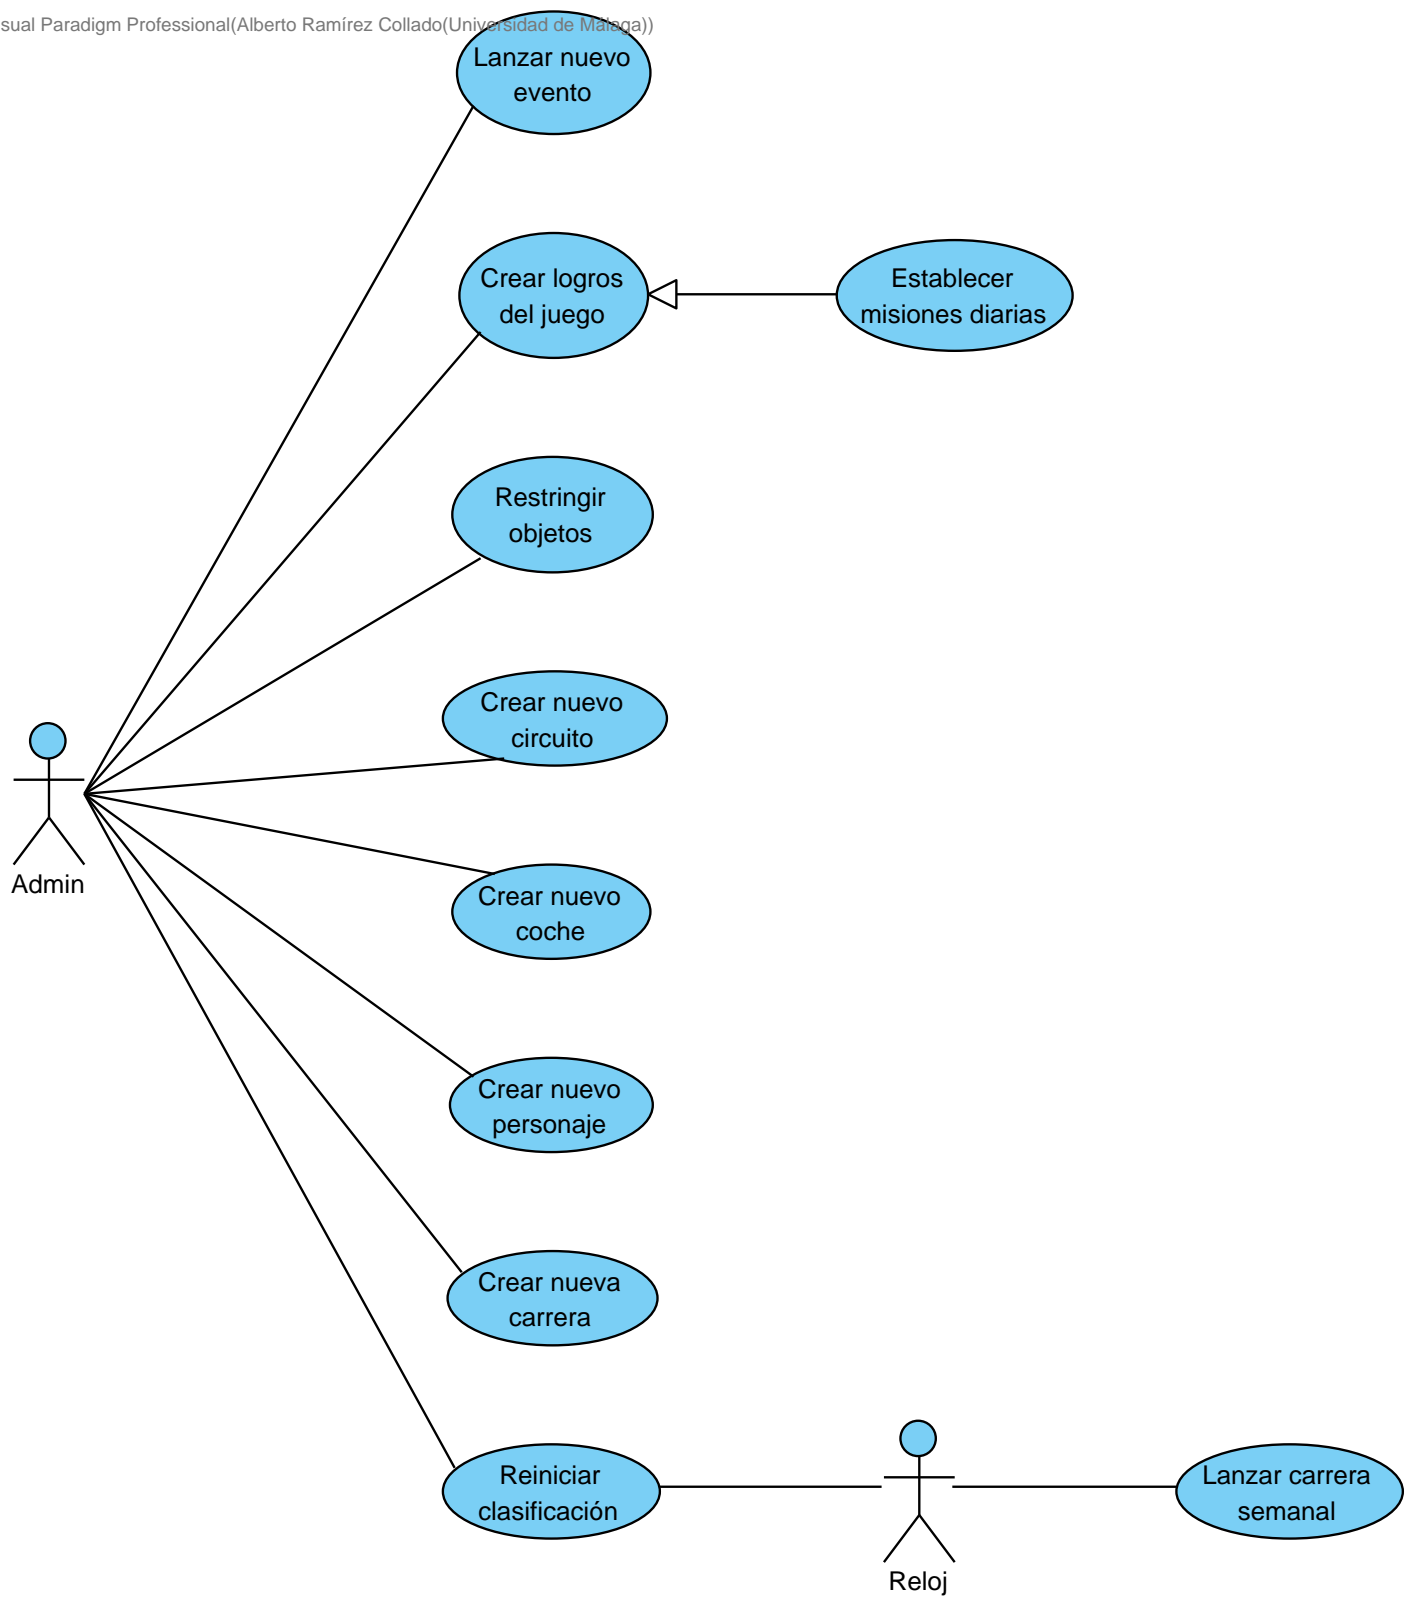 sual Paradigm Professional(Alberto Ramírez Collado(Universidad de Málaga))
Lanzar nuevo
evento
Crear logros
del juego
Establecer
misiones diarias
Restringir
objetos
Crear nuevo
circuito
Admin
Crear nuevo
coche
Crear nuevo
personaje
Crear nueva
carrera
Reiniciar
clasificación
Reloj
Lanzar carrera
semanal